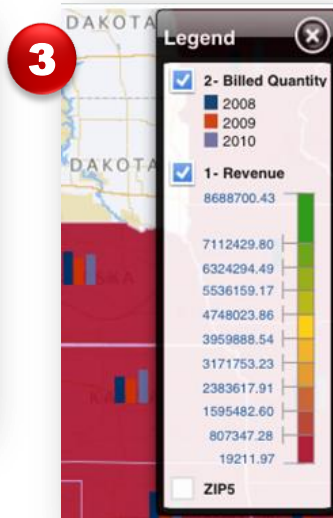 3
DAKOTA
Legend
2- Billed Quantity
2008
2009
2010
DAKOTA
1- Revenue
8688700.43
7112429.80
6324294.49
5536159.17
4748023.86
3959888.54
3171753.23
2383617.91
1595482.60
807347.28
19211.97
ZIP5